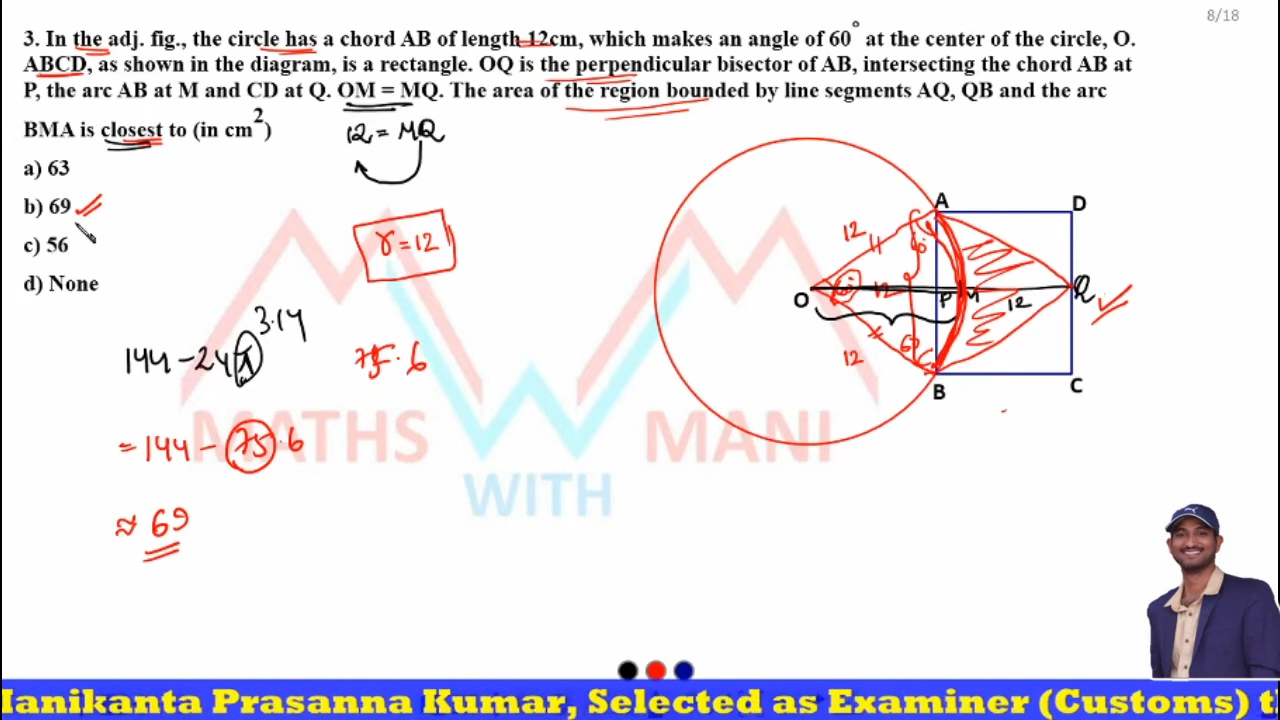 8/18
3. In the adj. fig., the circle has a chord AB of length 12cm, which makes an angle of 60° at the center of the circle, O.
ABCD, as shown in the diagram, is a rectangle. OQ is the perpendicular bisector of AB, intersecting the chord AB at
P, the arc AB at M and CD at Q. OM = MQ. The area of the region bounded by line segments AQ, QB and the arc
BMA is closest to (in cm²)
12 = MQ
a) 63
b) 69
c) 56
d) None
r = 12
144 - 24π
3.14
75.6
= 144 - 75.6
≈ 69
A
D
12
O
12
P
M
12
Q
12
60
B
C
MATHS
WITH
MANI
Manikanta Prasanna Kumar, Selected as Examiner (Customs) t